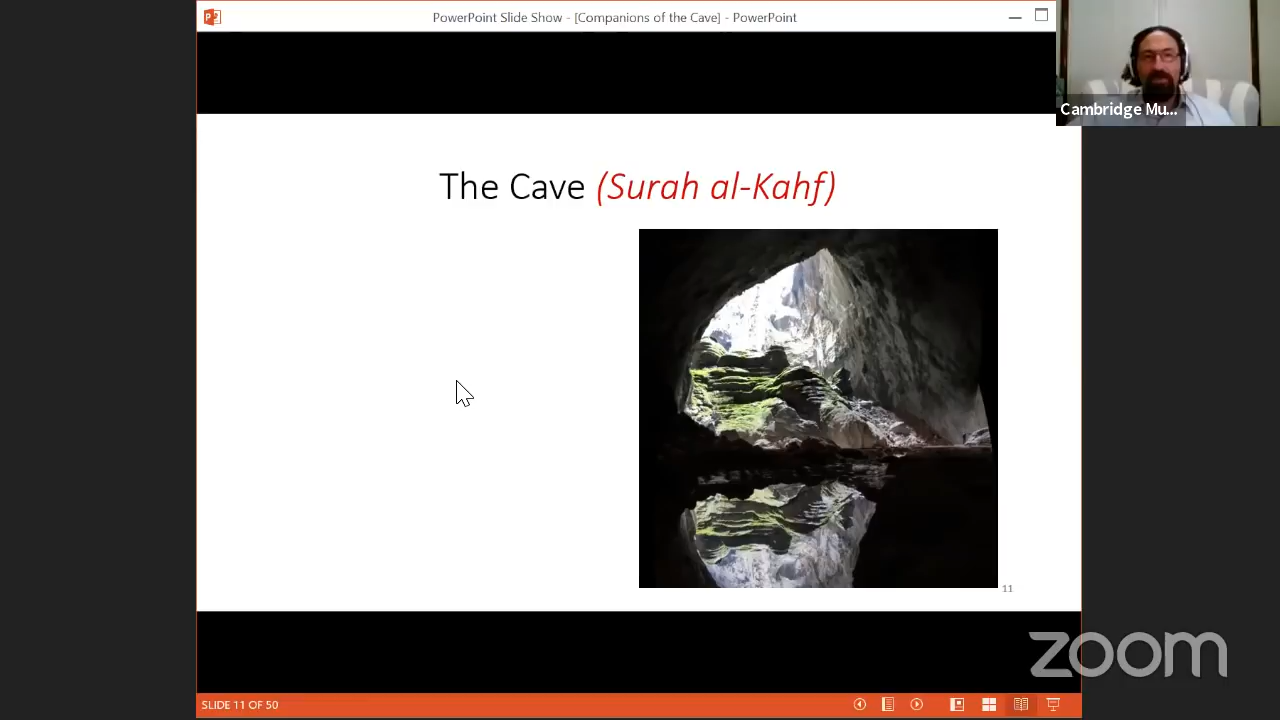 PowerPoint Slide Show - [Companions of the Cave] - PowerPoint
Cambridge Mu...
The Cave (Surah al-Kahf)
11
zoom
SLIDE 11 OF 50